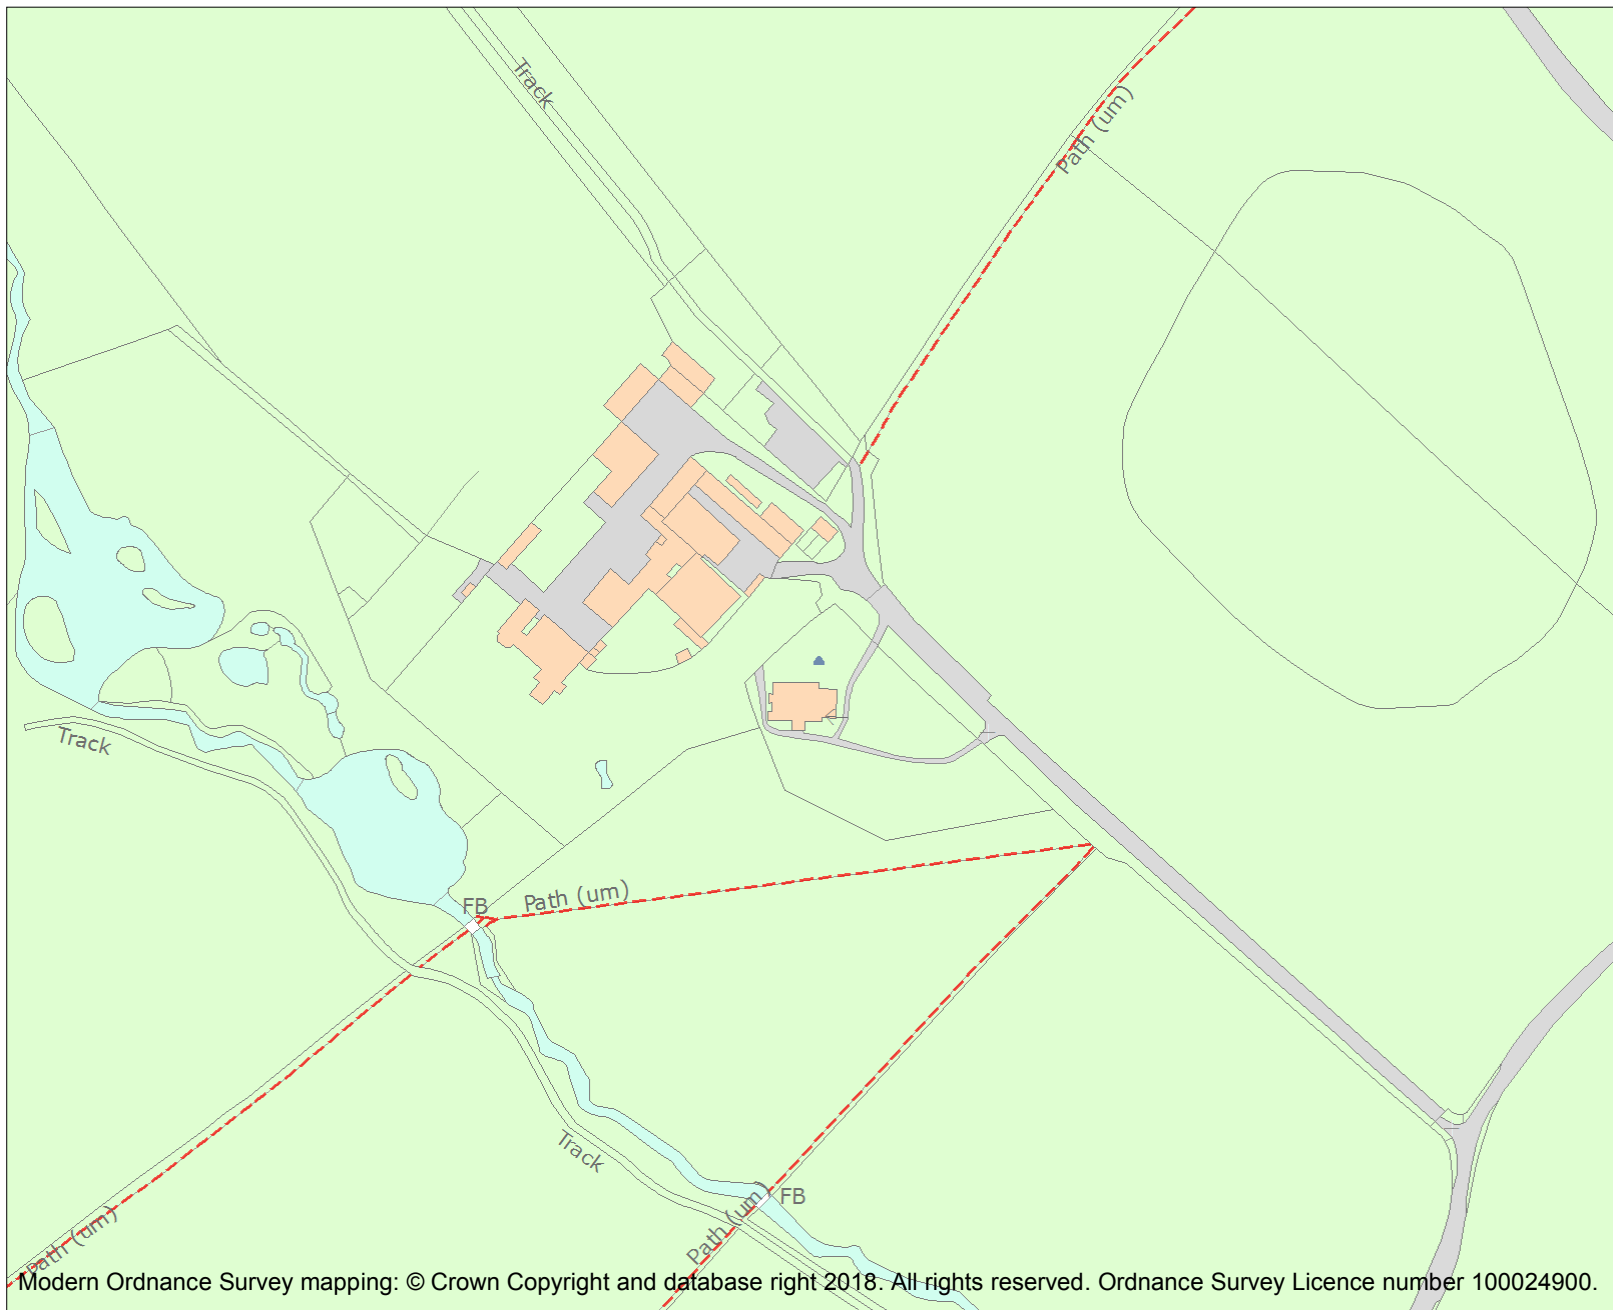 Track
Path (um)
Track
Path (um)
FB
Track
FB
Path (um)
Path (um)
Modern Ordnance Survey mapping: © Crown Copyright and database right 2018. All rights reserved. Ordnance Survey Licence number 100024900.